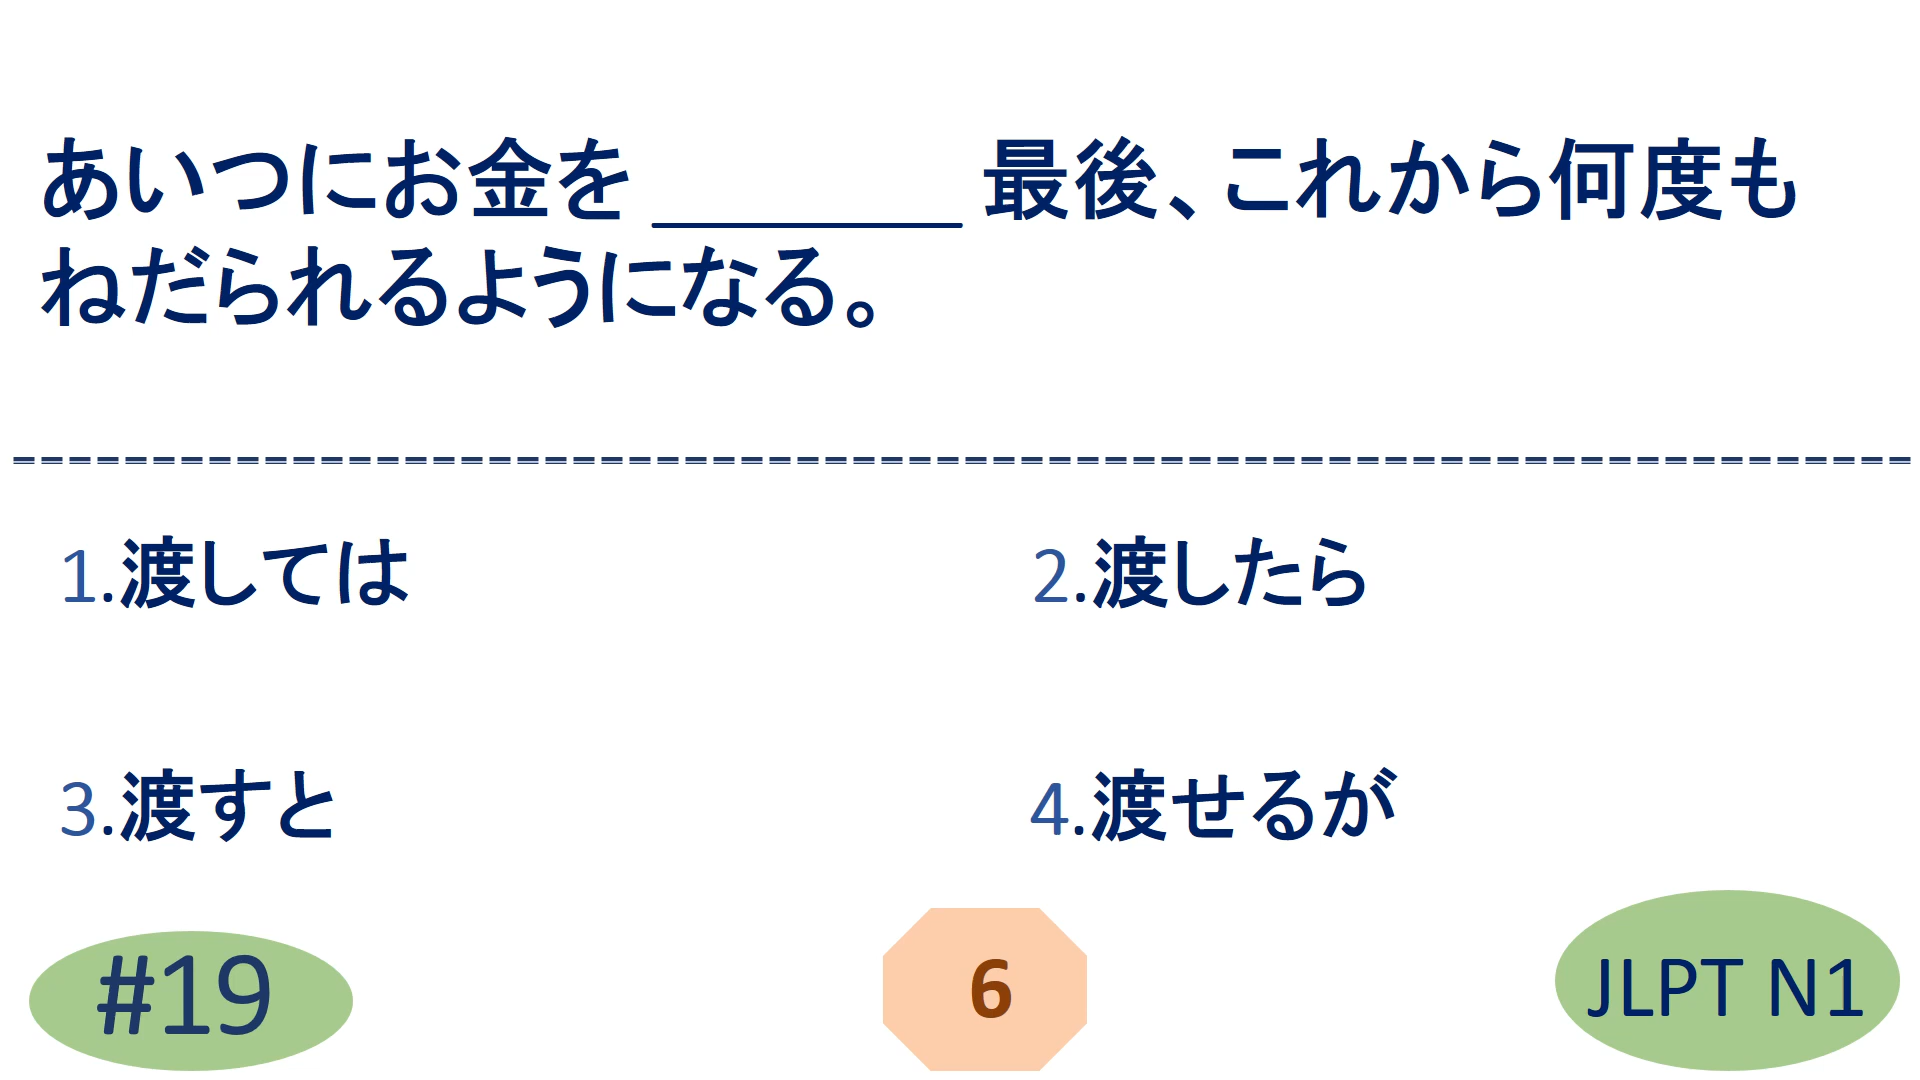 あいつにお金を ________ 最後、これから何度も
ねだられるようになる。
1.渡しては
2.渡したら
3.渡すと
4.渡せるが
#19
6
JLPT N1